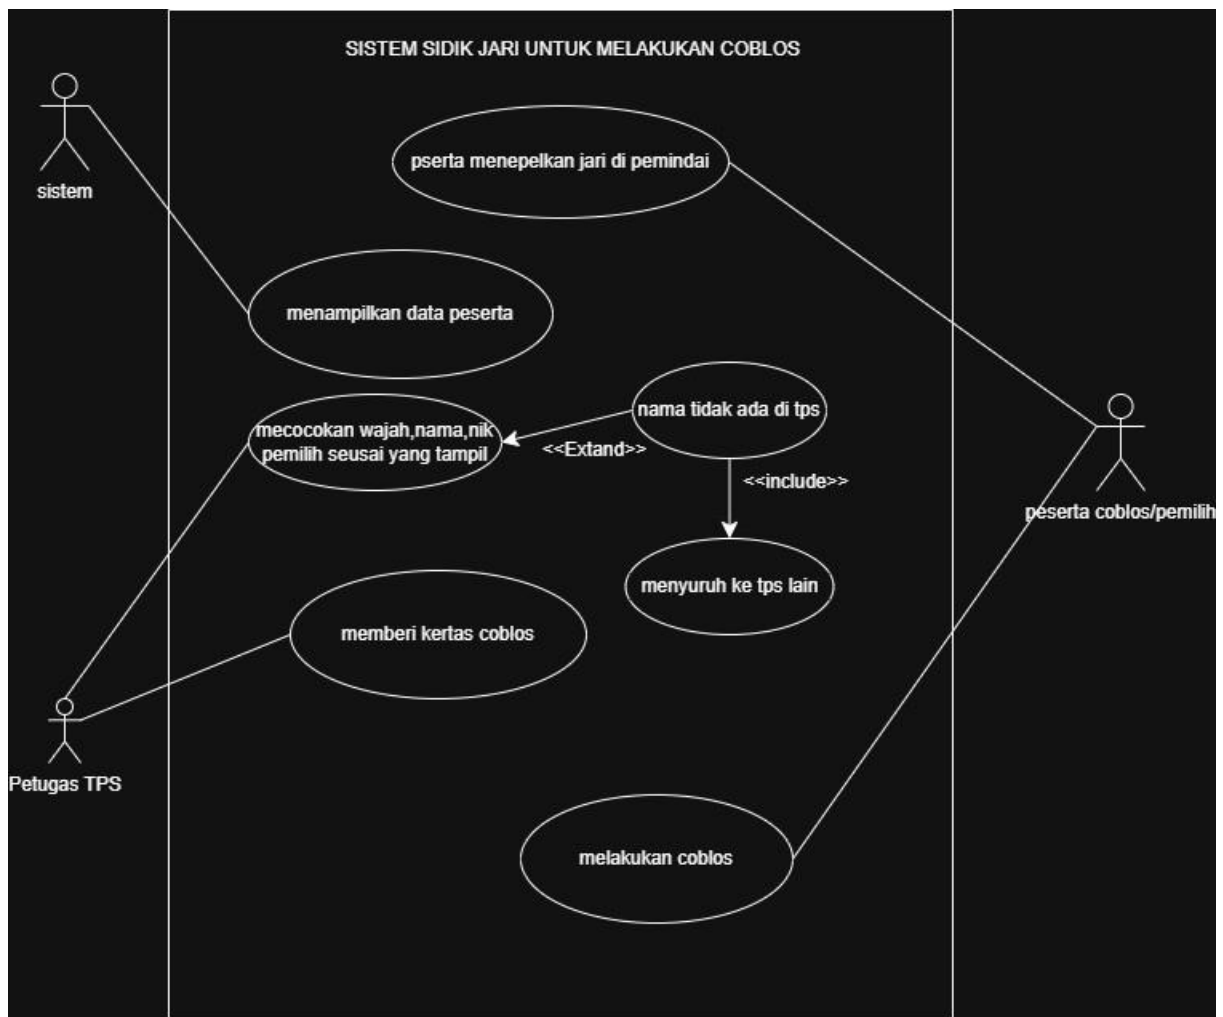 SISTEM SIDIK JARI UNTUK MELAKUKAN COBLOS
sistem
pserta menepelkan jari di pemindai
menampilkan data peserta
mecocokan wajah,nama,nik
pemilih seusai yang tampil
<<Extand>>
nama tidak ada di tps
<<include>>
menyuruh ke tps lain
peserta coblos/pemilih
memberi kertas coblos
Petugas TPS
melakukan coblos